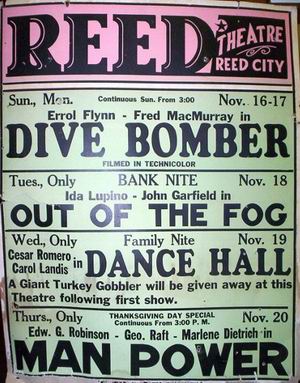 REED THEATRE of REED CITY
Sun., Mon. Continuous Sun. From 3:00 Nov. 16-17
Errol Flynn - Fred MacMurray in
DIVE BOMBER
FILMED IN TECHNICOLOR
Tues., Only BANK NITE Nov. 18
Ida Lupino - John Garfield in
OUT OF THE FOG
Wed., Only Family Nite Nov. 19
Cesar Romero
Carol Landis in DANCE HALL
A Giant Turkey Gobbler will be given away at this
Theatre following first show.
Thurs., Only THANKSGIVING DAY SPECIAL Nov. 20
Continuous From 3:00 P. M.
Edw. G. Robinson - Geo. Raft - Marlene Dietrich in
MAN POWER